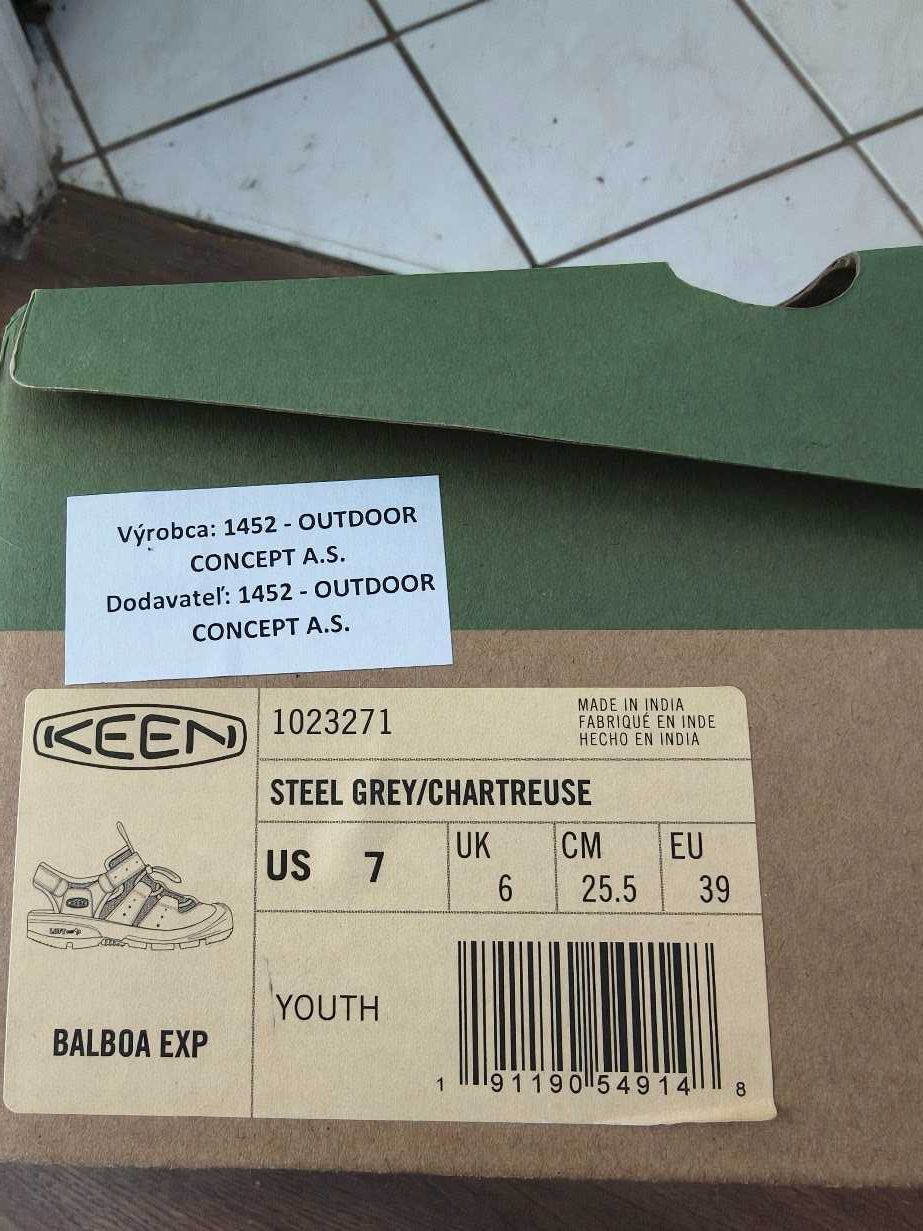 Výrobca: 1452 - OUTDOOR
CONCEPT A.S.
Dodavateľ: 1452 - OUTDOOR
CONCEPT A.S.
KEEN
1023271
MADE IN INDIA
FABRIQUÉ EN INDE
HECHO EN INDIA
STEEL GREY/CHARTREUSE
US 7
UK 6
CM 25.5
EU 39
KEEN
BALBOA EXP
YOUTH
1 91190 54914 8